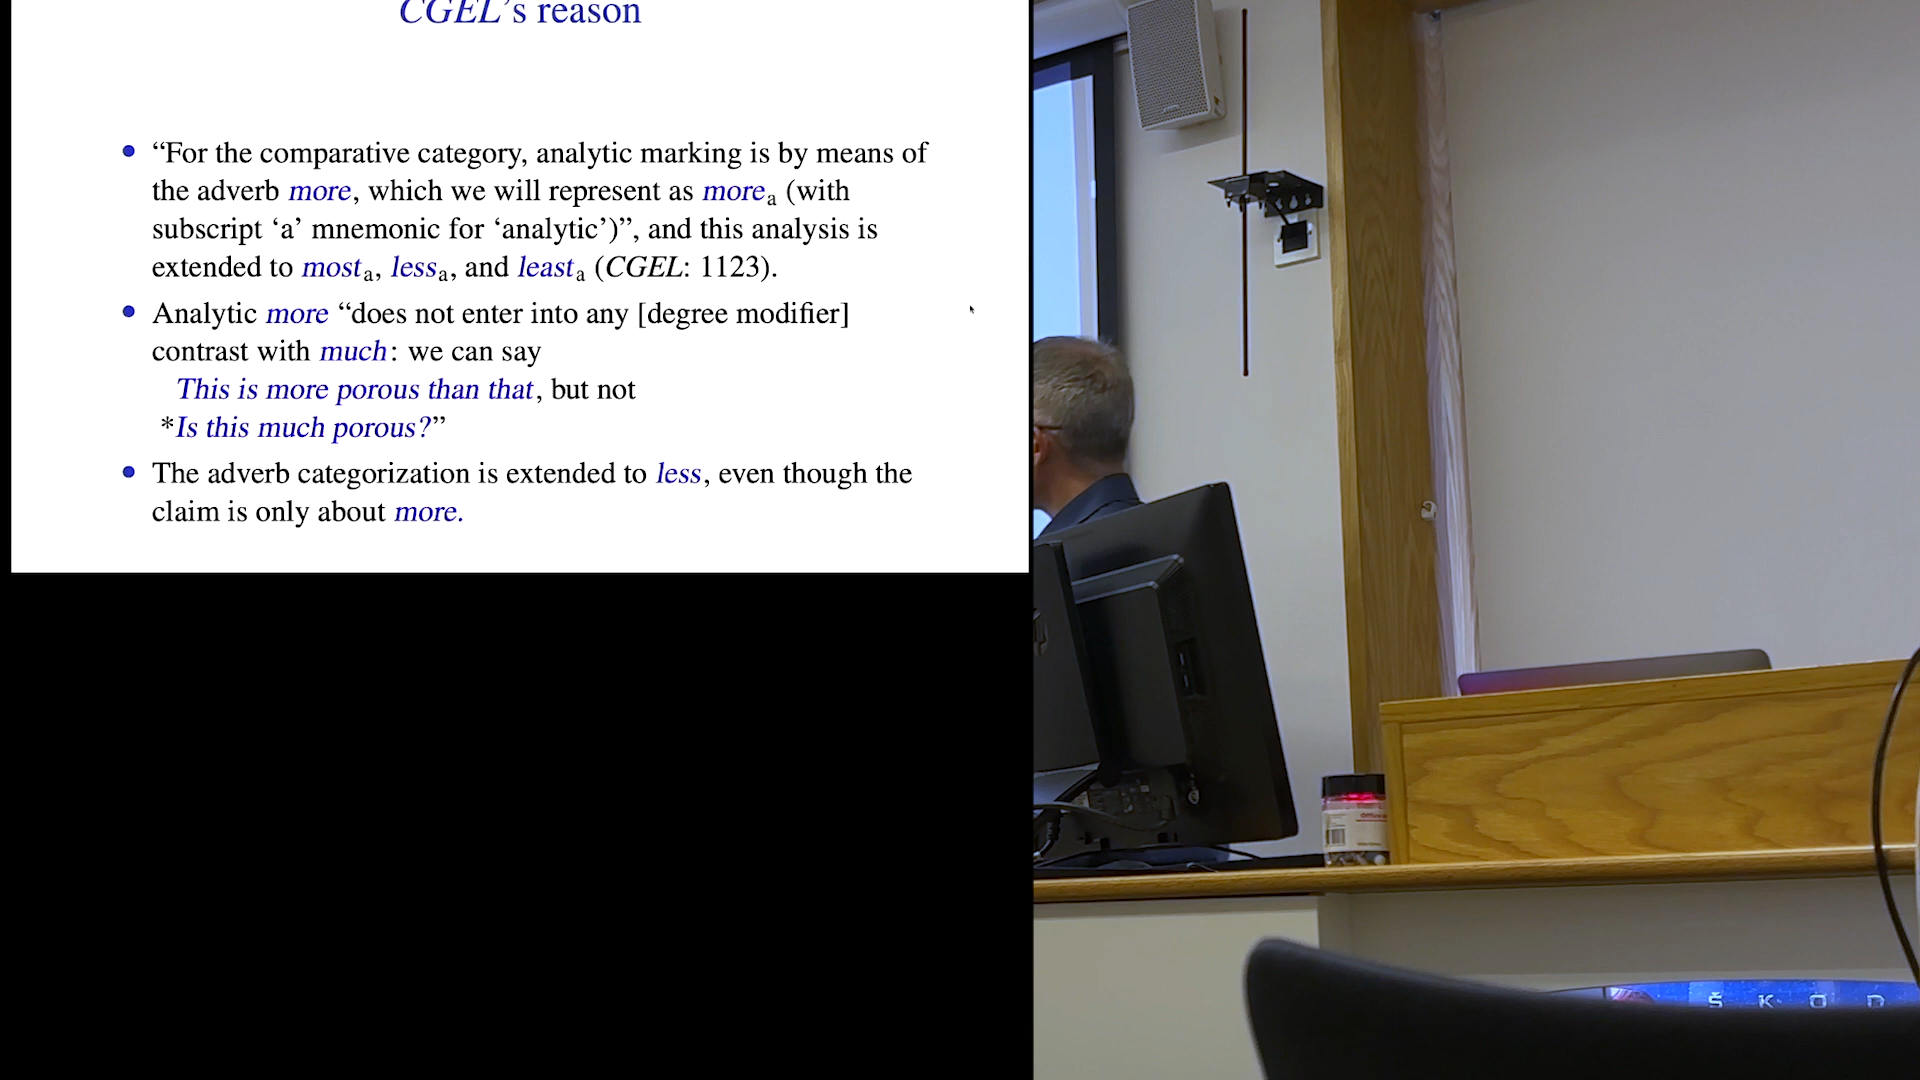 CGEL’s reason
• “For the comparative category, analytic marking is by means of
the adverb more, which we will represent as moreₐ (with
subscript ‘a’ mnemonic for ‘analytic’)”, and this analysis is
extended to mostₐ, lessₐ, and leastₐ (CGEL: 1123).
• Analytic more “does not enter into any [degree modifier]
contrast with much: we can say
This is more porous than that, but not
*Is this much porous?”
• The adverb categorization is extended to less, even though the
claim is only about more.
Office
ŠKOD